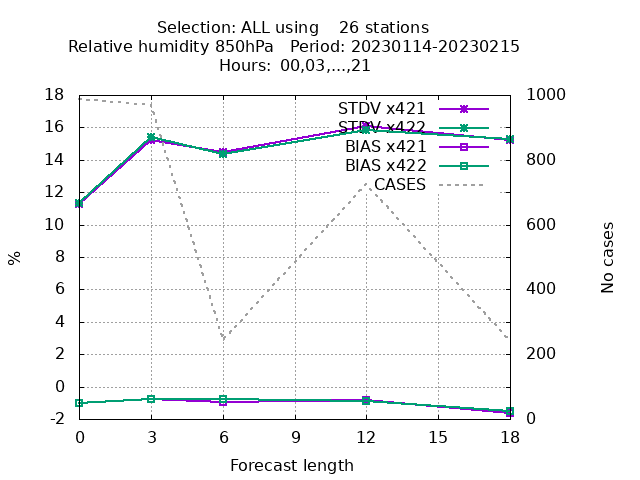 Selection: ALL using    26 stations
Relative humidity 850hPa   Period: 20230114-20230215
Hours: 00,03,...,21
18 1000
STDV x421
16 STDV x422
BIAS x421
14 BIAS x422 800
CASES
12
10 600
8
% No cases
6 400
4
2 200
0
-2 0
0 3 6 9 12 15 18
Forecast length